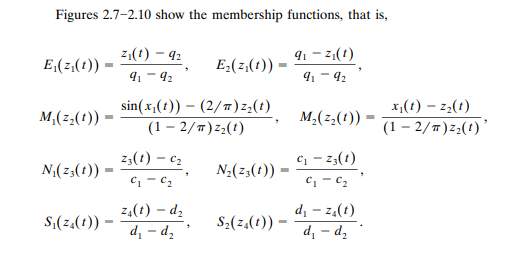 Figures 2.7–2.10 show the membership functions, that is,
E₁(z₁(t)) = (z₁(t) − q₂) / (q₁ − q₂), E₂(z₁(t)) = (q₁ − z₁(t)) / (q₁ − q₂),
M₁(z₂(t)) = (sin(x₁(t)) − (2/π)z₂(t)) / ((1 − 2/π)z₂(t)), M₂(z₂(t)) = (x₁(t) − z₂(t)) / ((1 − 2/π)z₂(t)),
N₁(z₃(t)) = (z₃(t) − c₂) / (c₁ − c₂), N₂(z₃(t)) = (c₁ − z₃(t)) / (c₁ − c₂),
S₁(z₄(t)) = (z₄(t) − d₂) / (d₁ − d₂), S₂(z₄(t)) = (d₁ − z₄(t)) / (d₁ − d₂).